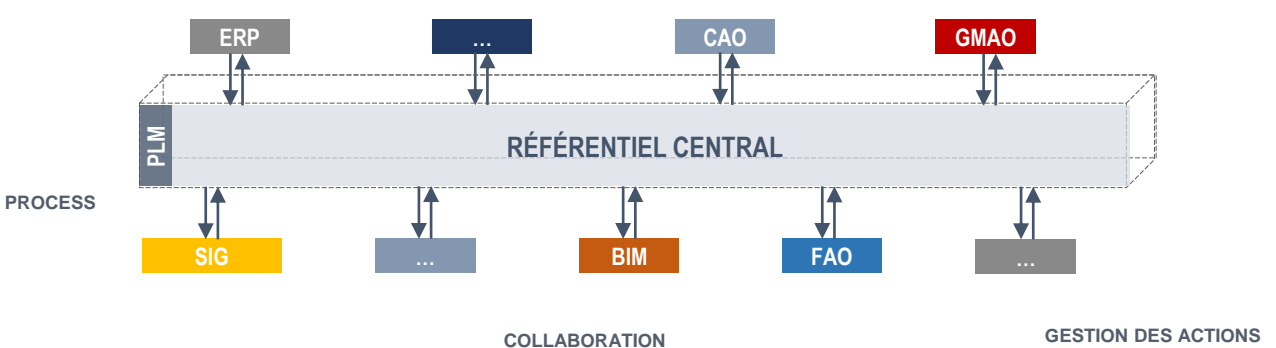 ERP
…
CAO
GMAO
PLM
RÉFÉRENTIEL CENTRAL
PROCESS
SIG
…
BIM
FAO
…
COLLABORATION
GESTION DES ACTIONS